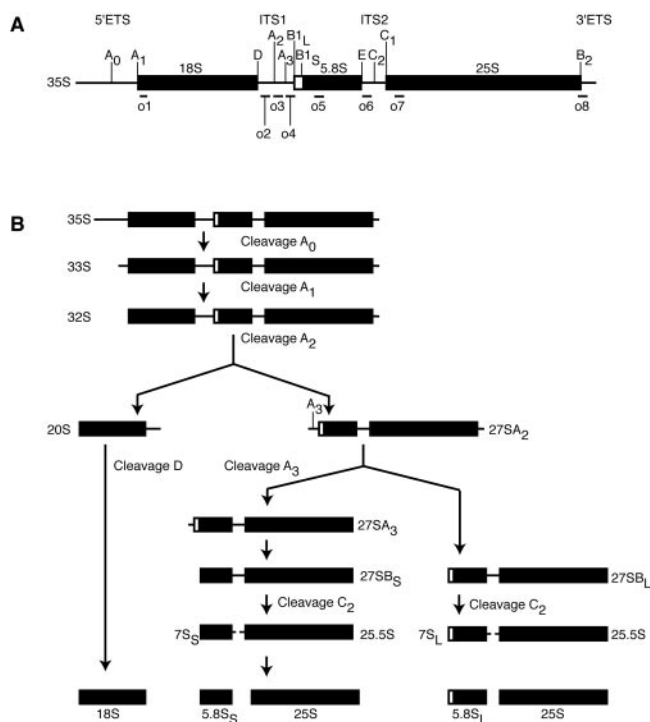 A
5'ETS ITS1 ITS2 3'ETS
A0 A1 D A2 A3 B1L B1S E C2 C1 B2
35S 18S 5.8S 25S
o1 o3 o5 o6 o7 o8
o2 o4
B
35S
Cleavage A0
33S
Cleavage A1
32S
Cleavage A2
A3
20S 27SA2
Cleavage D Cleavage A3
27SA3
27SBS 27SBL
Cleavage C2 Cleavage C2
7SS 25.5S 7SL 25.5S
18S 5.8SS 25S 5.8SL 25S